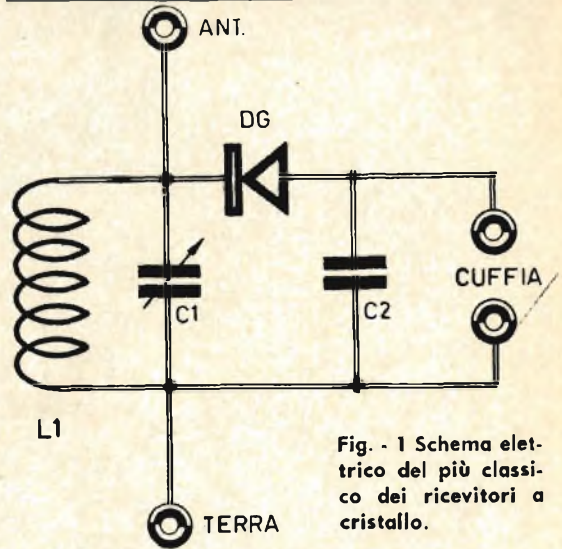 ANT.
DG
C1
C2
CUFFIA
L1
TERRA
Fig. - 1 Schema elet-
trico del più classi-
co dei ricevitori a
cristallo.